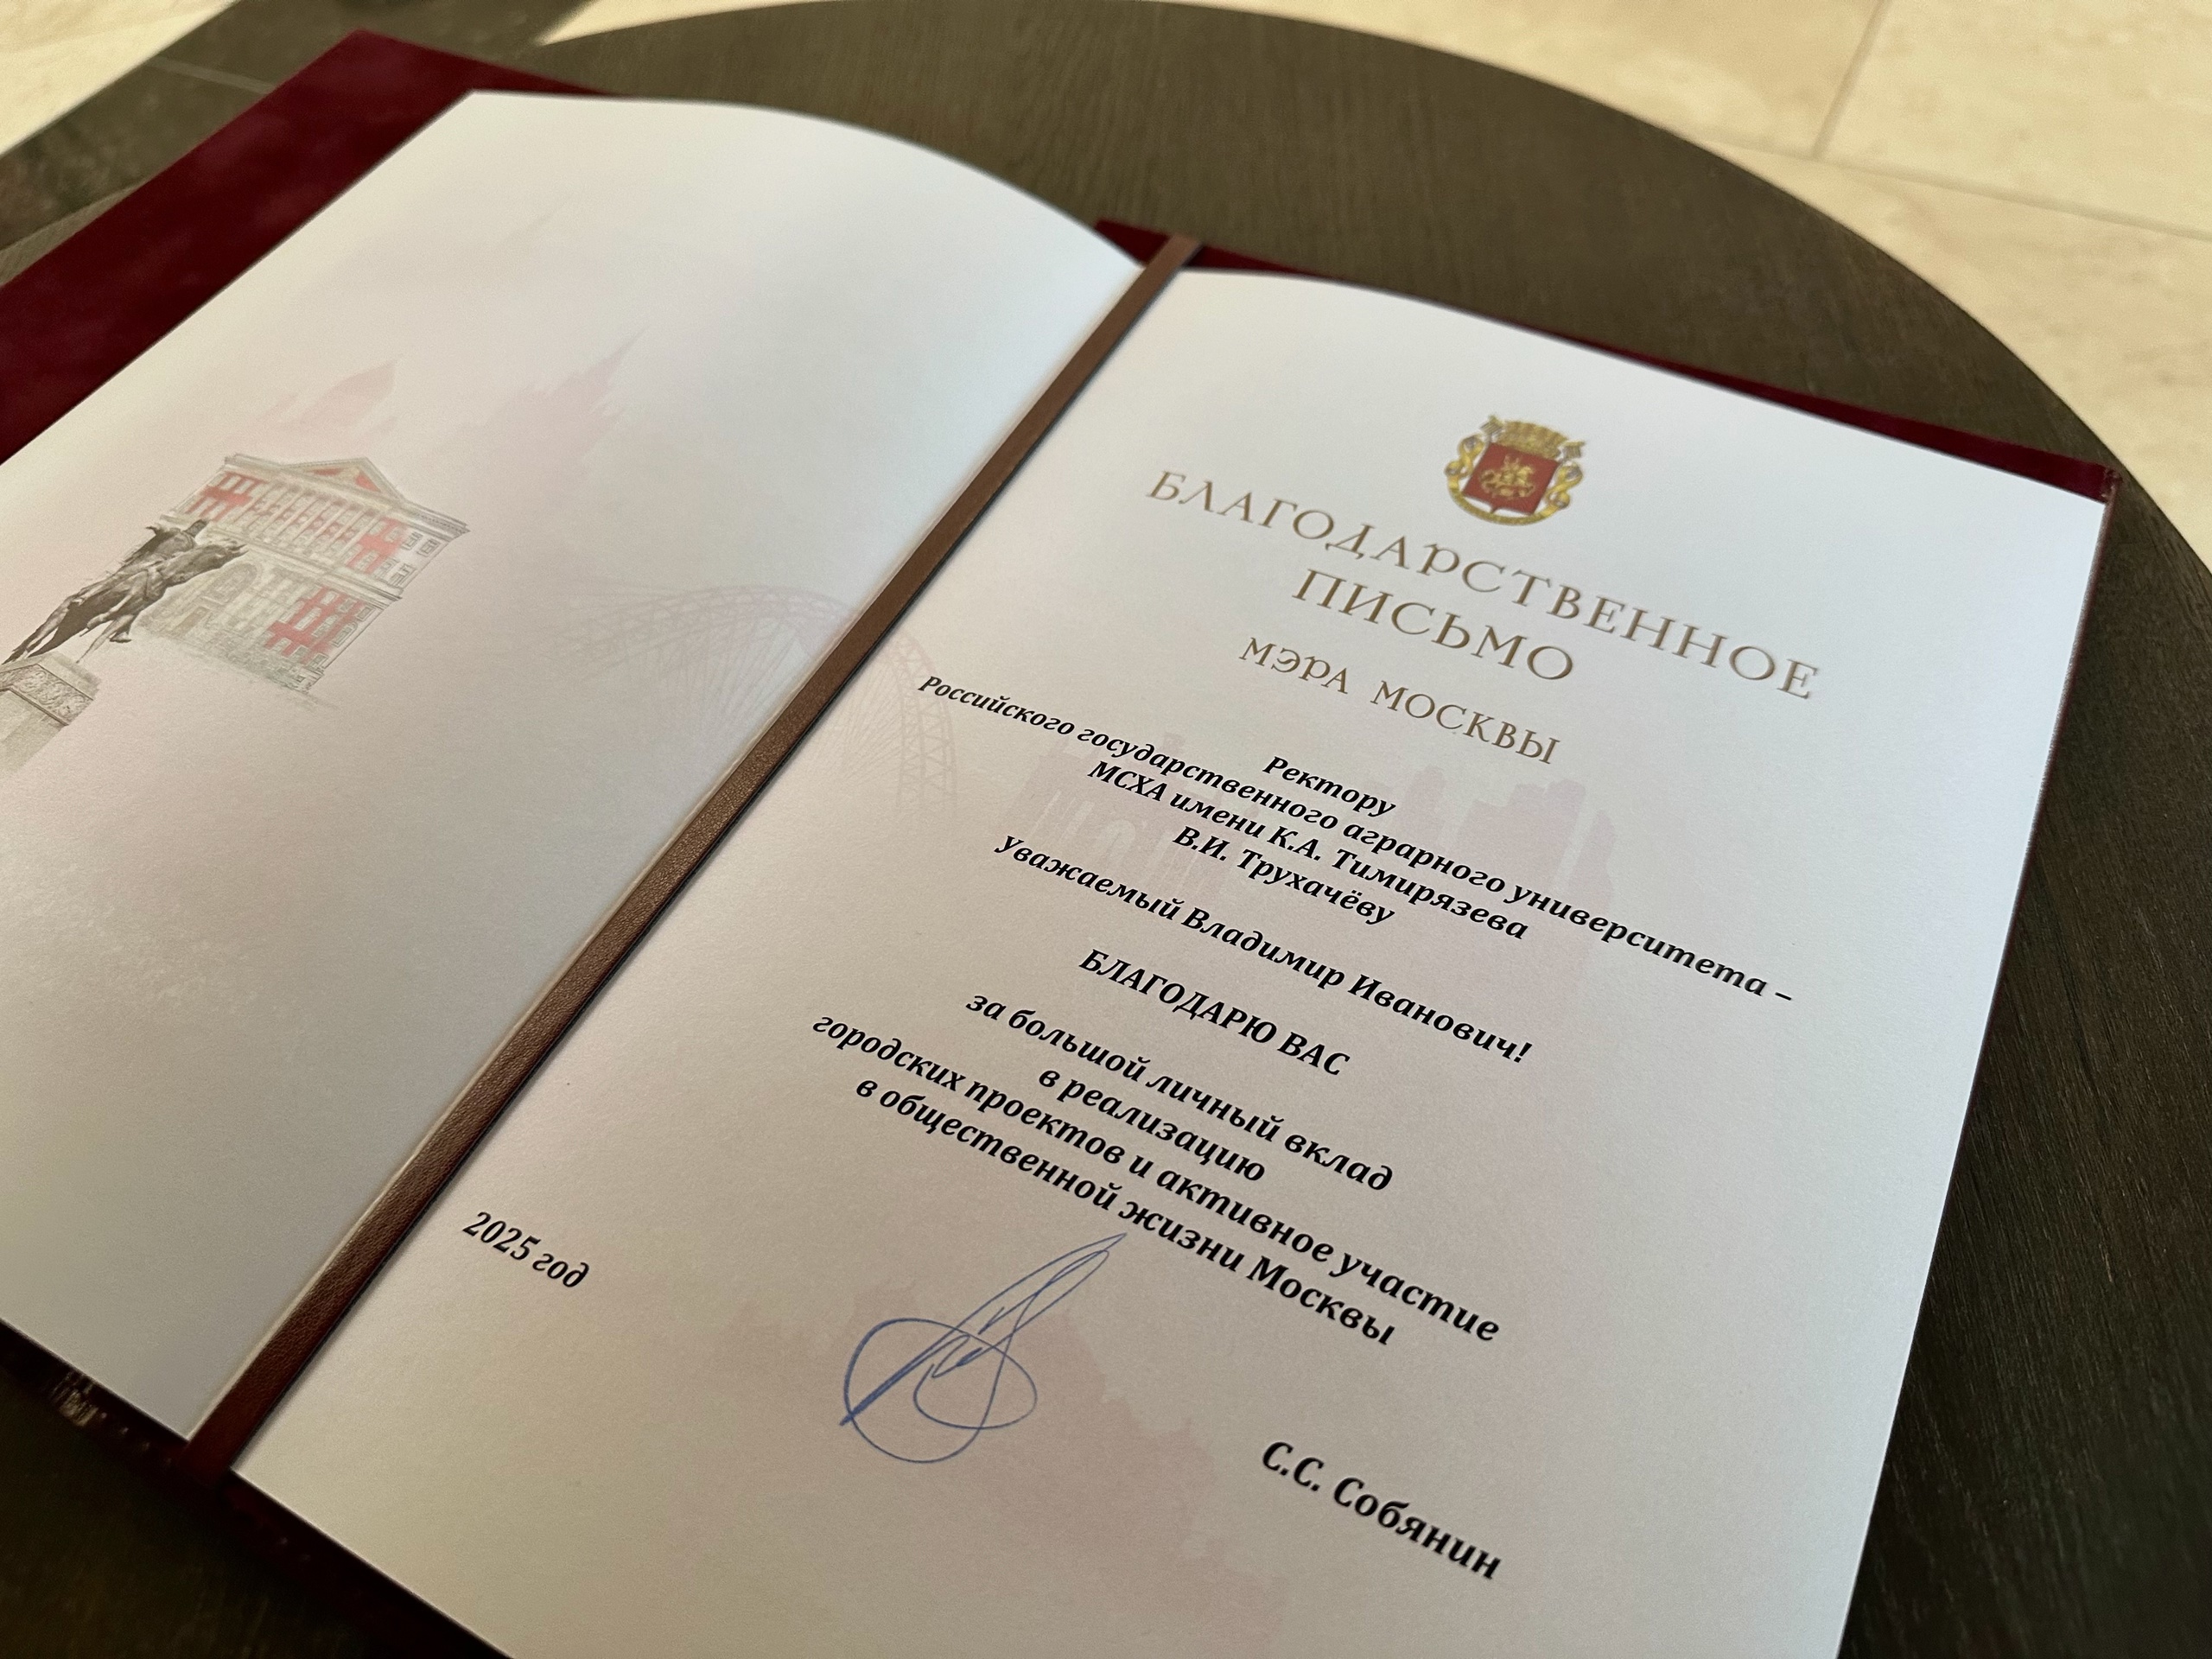 БЛАГОДАРСТВЕННОЕ
ПИСЬМО
МЭРА МОСКВЫ
Ректору
Российского государственного аграрного университета –
МСХА имени К.А. Тимирязева
В.И. Трухачёву
Уважаемый Владимир Иванович!
БЛАГОДАРЮ ВАС
за большой личный вклад
в реализацию
городских проектов и активное участие
в общественной жизни Москвы
2025 год
С.С. Собянин